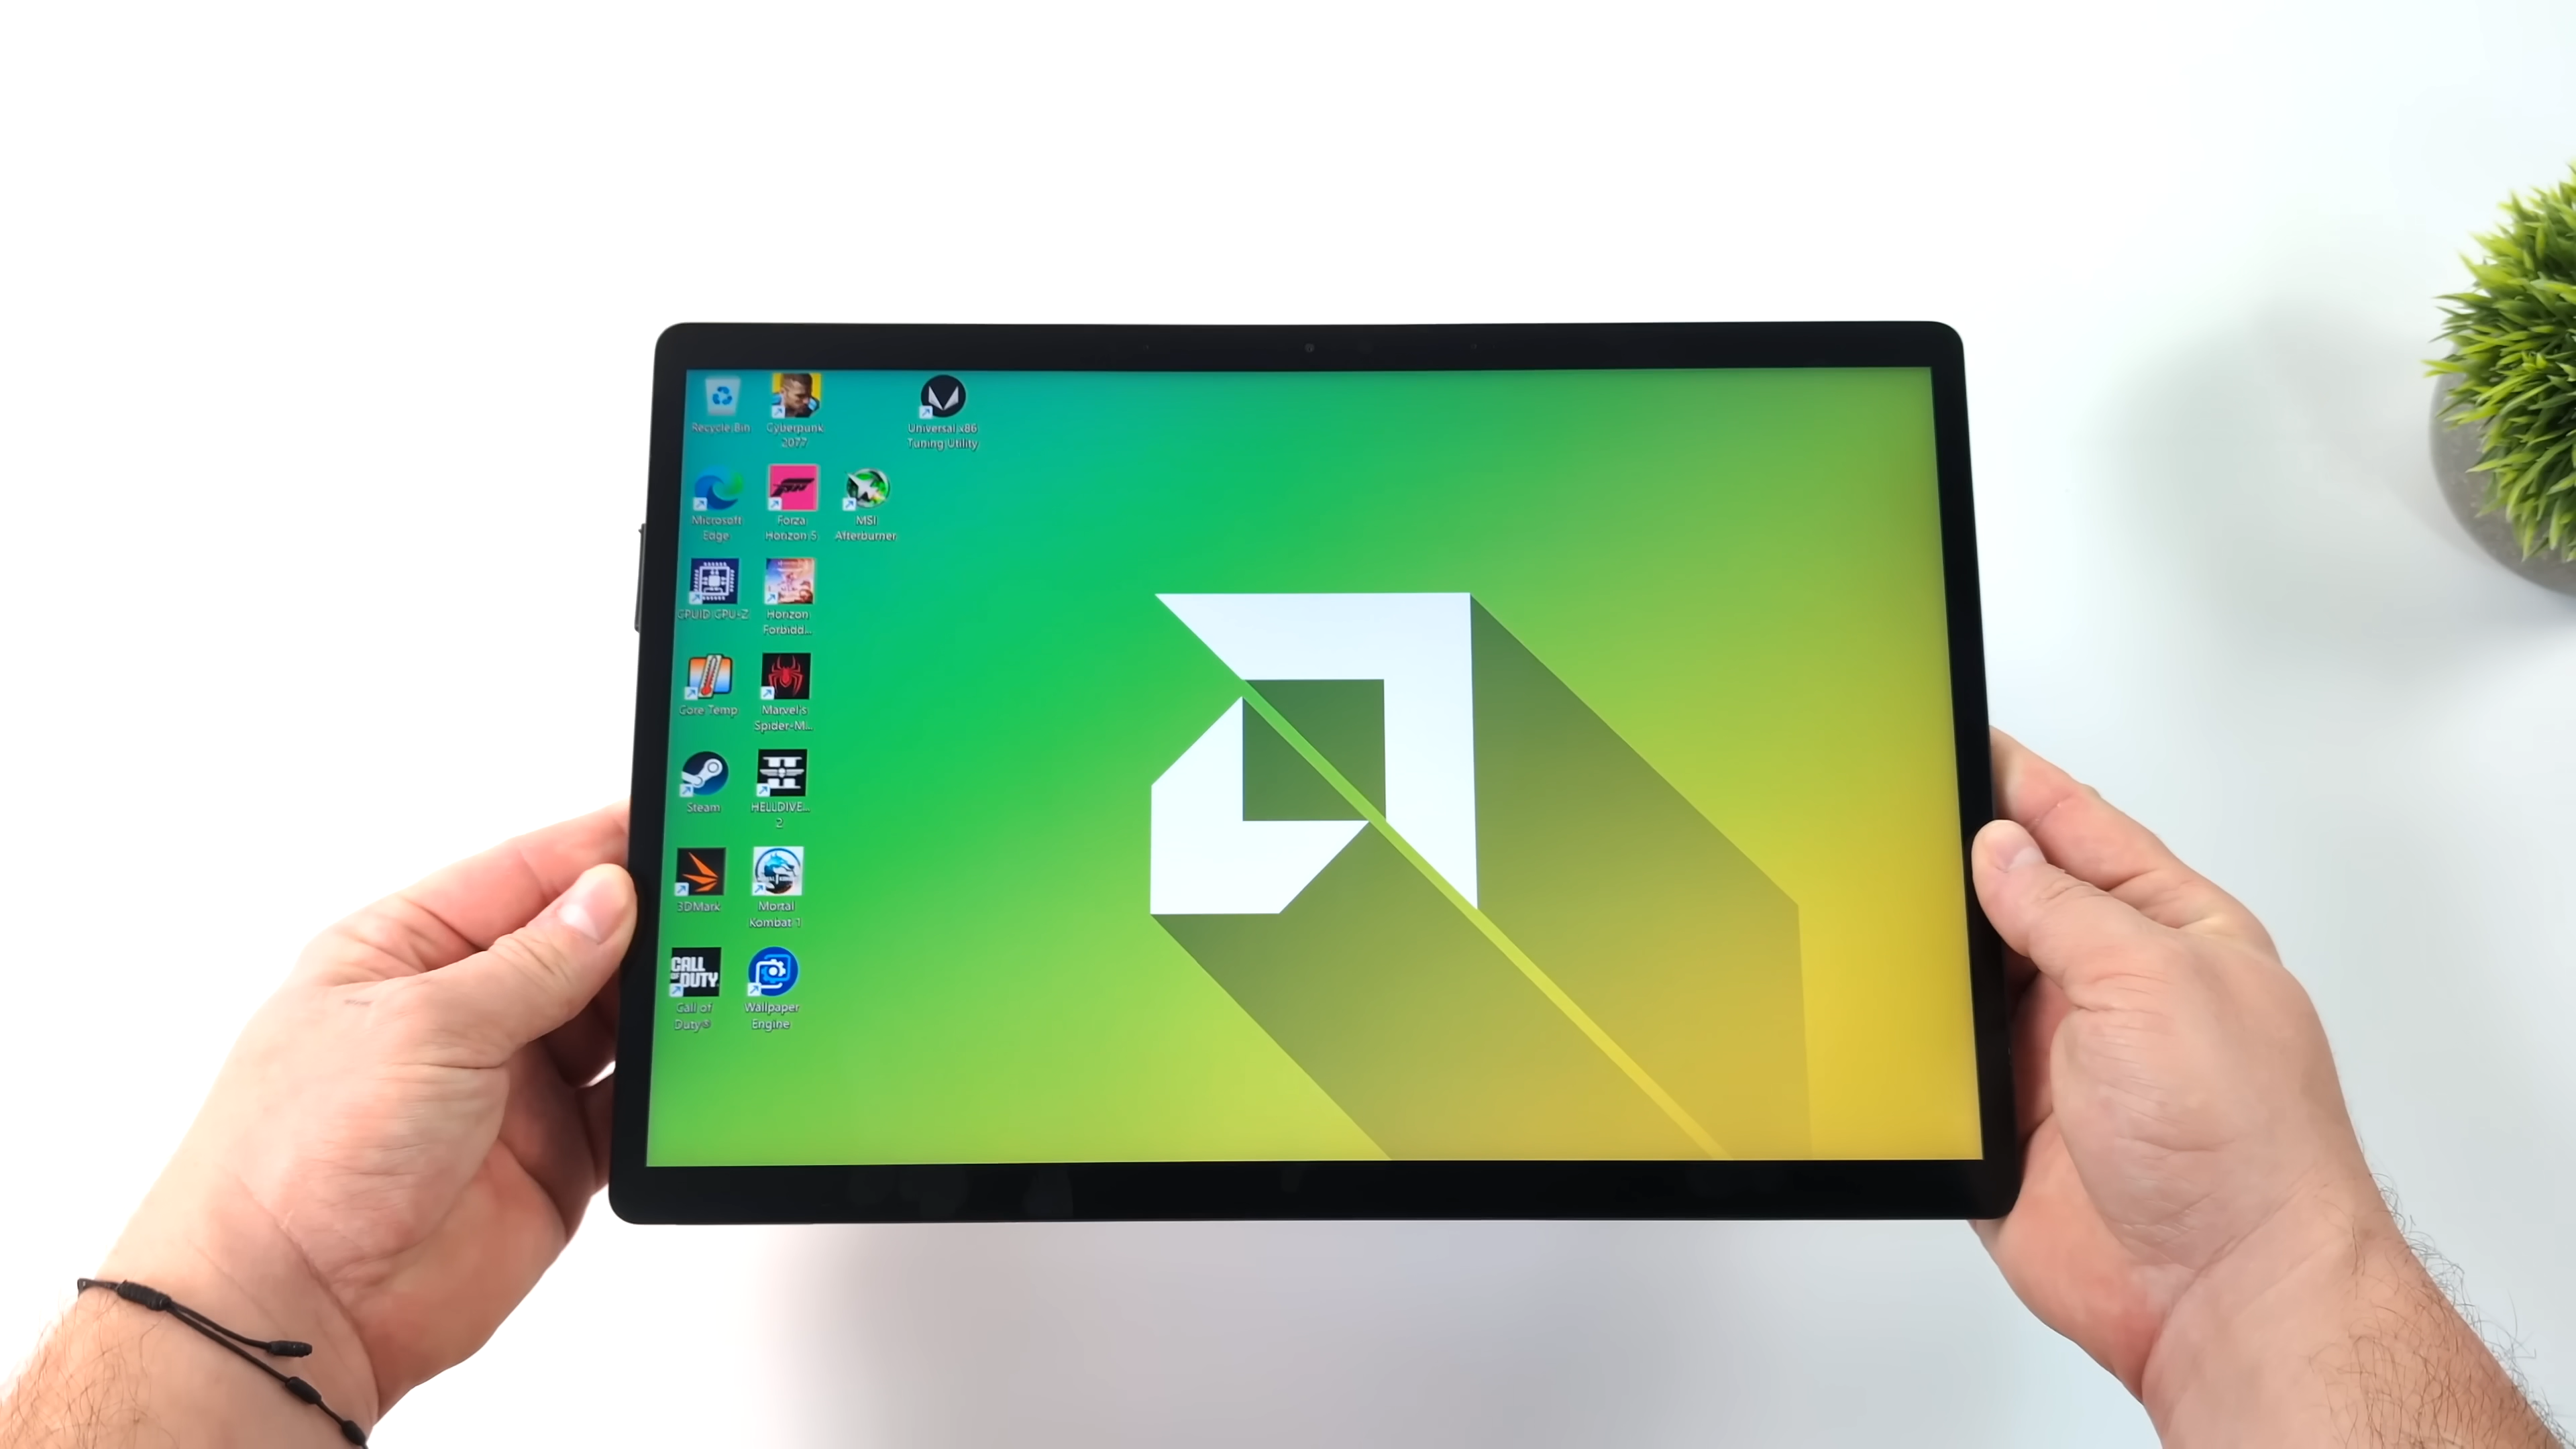 Recycle Bin
Cyberpunk
2077
Universal x86
Tuning Utility
Microsoft
Edge
Forza
Horizon 5
MSI
Afterburner
CPUID CPU-Z
Horizon
Forbidd...
Core Temp
Marvel's
Spider-M...
Steam
HELLDIVE...
2
3DMark
Mortal
Kombat 1
CALL
OF DUTY
Call of
Duty®
Wallpaper
Engine